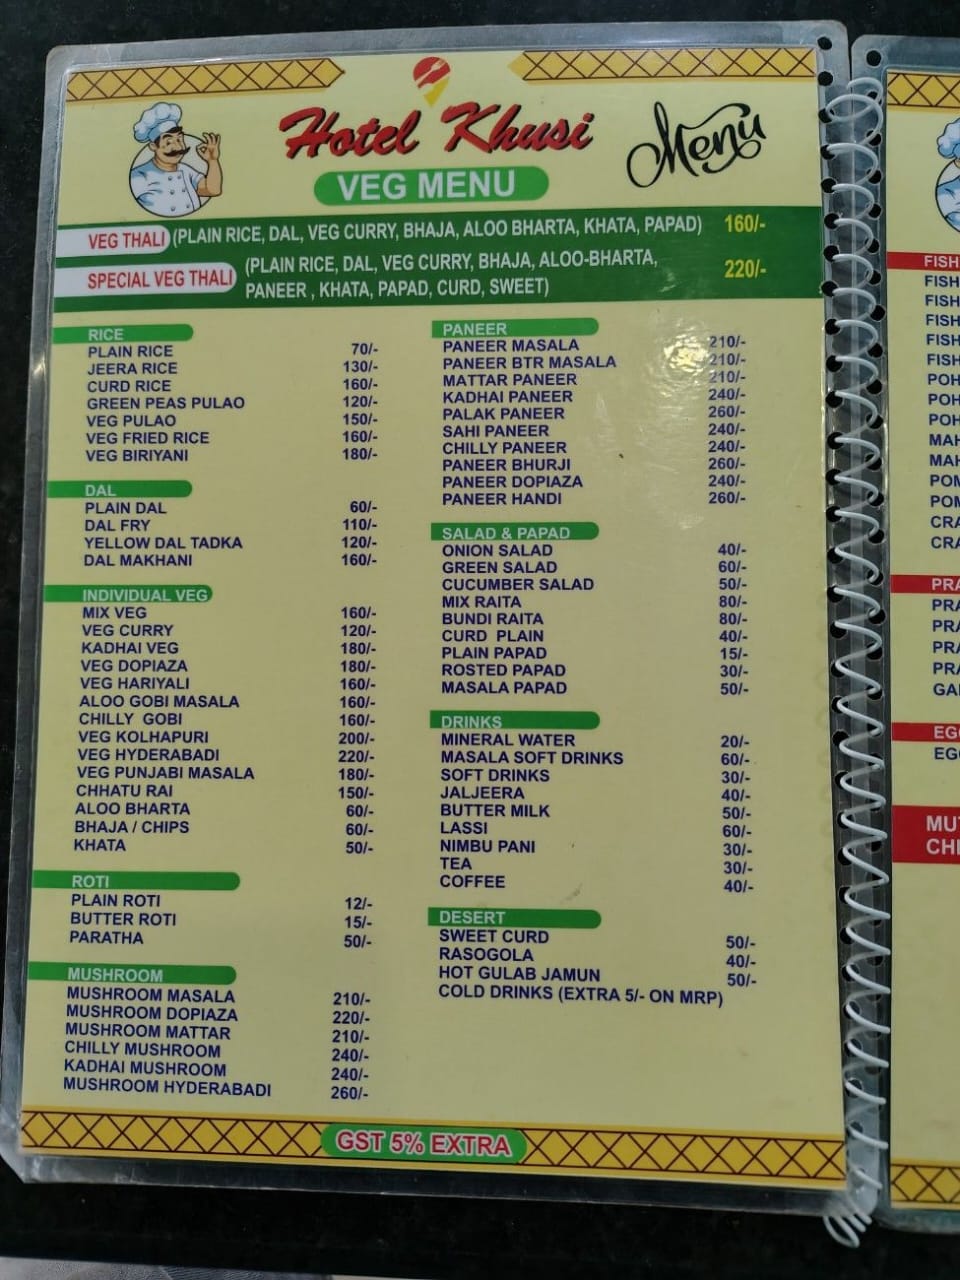 Hotel Khusi
Menu
VEG MENU
VEG THALI (PLAIN RICE, DAL, VEG CURRY, BHAJA, ALOO BHARTA, KHATA, PAPAD) 160/-
SPECIAL VEG THALI (PLAIN RICE, DAL, VEG CURRY, BHAJA, ALOO-BHARTA,
PANEER , KHATA, PAPAD, CURD, SWEET) 220/-
RICE
PLAIN RICE 70/-
JEERA RICE 130/-
CURD RICE 160/-
GREEN PEAS PULAO 120/-
VEG PULAO 150/-
VEG FRIED RICE 160/-
VEG BIRIYANI 180/-
DAL
PLAIN DAL 60/-
DAL FRY 110/-
YELLOW DAL TADKA 120/-
DAL MAKHANI 160/-
INDIVIDUAL VEG
MIX VEG 160/-
VEG CURRY 120/-
KADHAI VEG 180/-
VEG DOPIAZA 180/-
VEG HARIYALI 160/-
ALOO GOBI MASALA 160/-
CHILLY GOBI 160/-
VEG KOLHAPURI 200/-
VEG HYDERABADI 220/-
VEG PUNJABI MASALA 180/-
CHHATU RAI 150/-
ALOO BHARTA 60/-
BHAJA / CHIPS 60/-
KHATA 50/-
ROTI
PLAIN ROTI 12/-
BUTTER ROTI 15/-
PARATHA 50/-
MUSHROOM
MUSHROOM MASALA 210/-
MUSHROOM DOPIAZA 220/-
MUSHROOM MATTAR 210/-
CHILLY MUSHROOM 240/-
KADHAI MUSHROOM 240/-
MUSHROOM HYDERABADI 260/-
PANEER
PANEER MASALA 210/-
PANEER BTR MASALA 210/-
MATTAR PANEER 210/-
KADHAI PANEER 240/-
PALAK PANEER 260/-
SAHI PANEER 240/-
CHILLY PANEER 240/-
PANEER BHURJI 260/-
PANEER DOPIAZA 240/-
PANEER HANDI 260/-
SALAD & PAPAD
ONION SALAD 40/-
GREEN SALAD 60/-
CUCUMBER SALAD 50/-
MIX RAITA 80/-
BUNDI RAITA 80/-
CURD PLAIN 40/-
PLAIN PAPAD 15/-
ROSTED PAPAD 30/-
MASALA PAPAD 50/-
DRINKS
MINERAL WATER 20/-
MASALA SOFT DRINKS 60/-
SOFT DRINKS 30/-
JALJEERA 40/-
BUTTER MILK 50/-
LASSI 60/-
NIMBU PANI 30/-
TEA 30/-
COFFEE 40/-
DESERT
SWEET CURD 50/-
RASOGOLA 40/-
HOT GULAB JAMUN 50/-
COLD DRINKS (EXTRA 5/- ON MRP)
GST 5% EXTRA
FISH
FISH
FISH
FISH
FISH
FISH